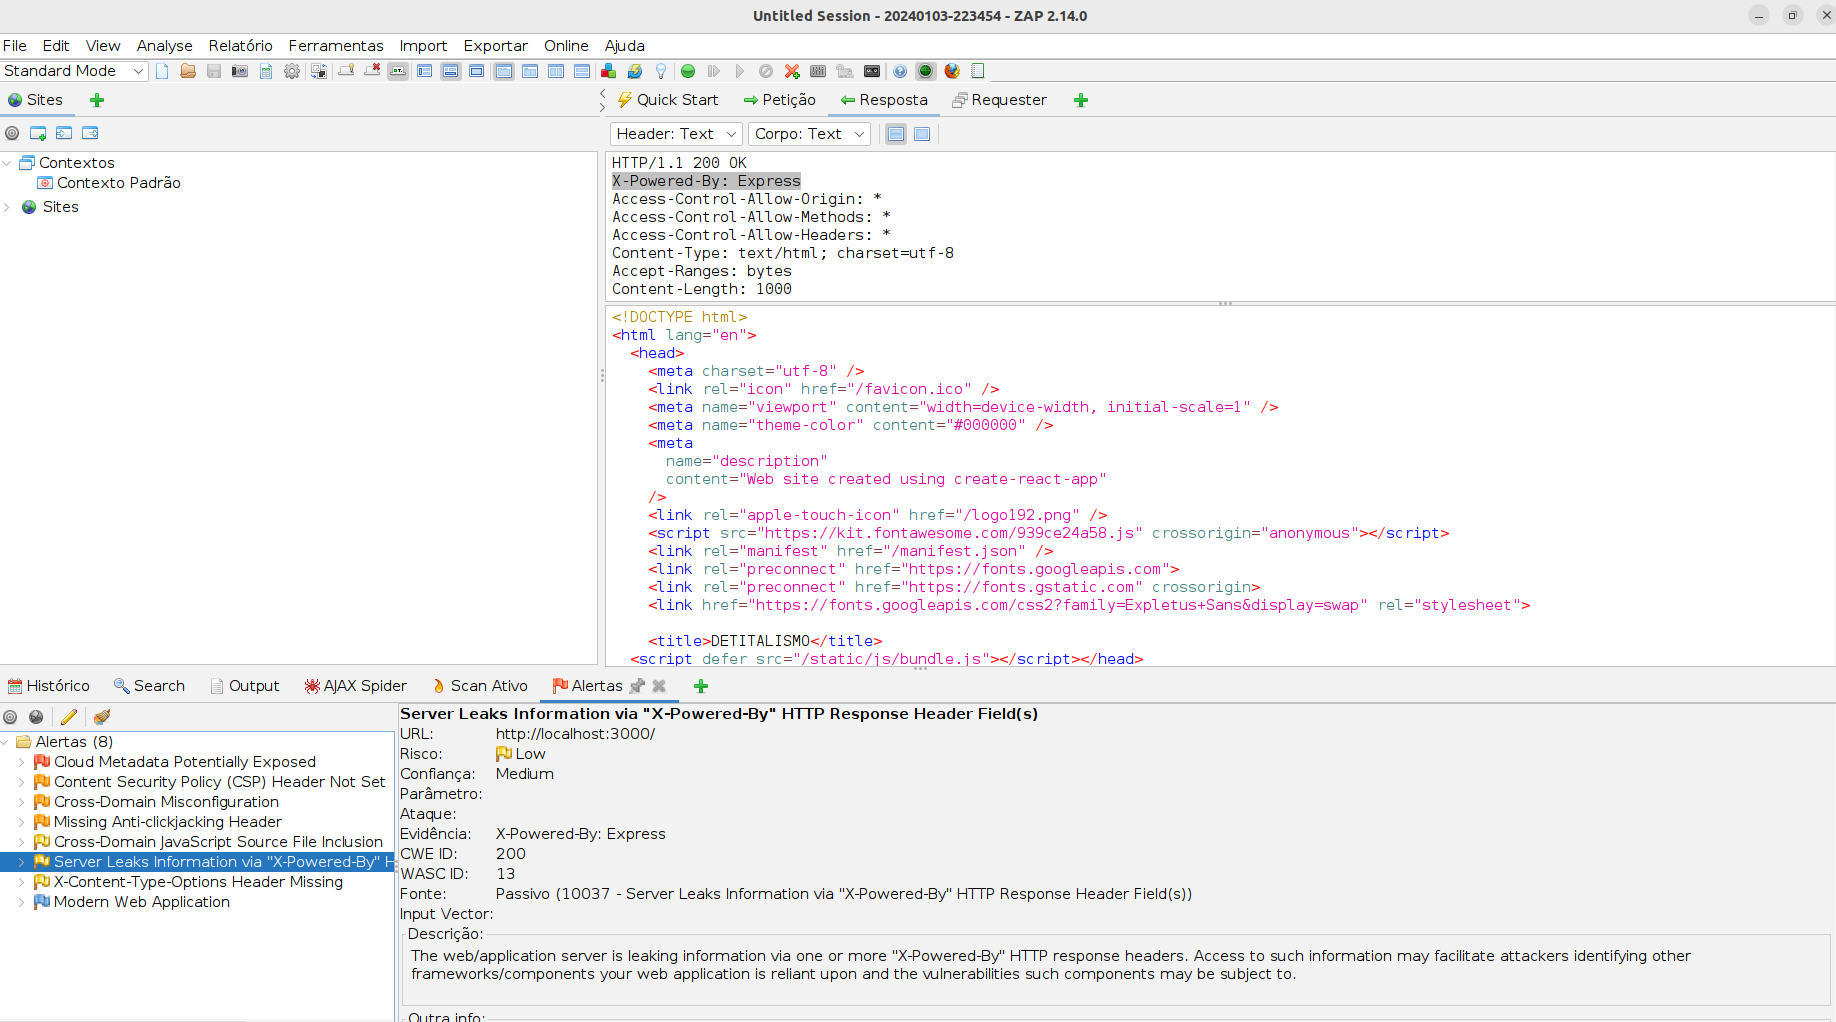 Untitled Session - 20240103-223454 - ZAP 2.14.0
File Edit View Analyse Relatório Ferramentas Import Exportar Online Ajuda
Standard Mode
Sites
Quick Start Petição Resposta Requester
Header: Text Corpo: Text
Contextos
Contexto Padrão
Sites
HTTP/1.1 200 OK
X-Powered-By: Express
Access-Control-Allow-Origin: *
Access-Control-Allow-Methods: *
Access-Control-Allow-Headers: *
Content-Type: text/html; charset=utf-8
Accept-Ranges: bytes
Content-Length: 1000
<!DOCTYPE html>
<html lang="en">
<head>
<meta charset="utf-8" />
<link rel="icon" href="/favicon.ico" />
<meta name="viewport" content="width=device-width, initial-scale=1" />
<meta name="theme-color" content="#000000" />
<meta
name="description"
content="Web site created using create-react-app"
/>
<link rel="apple-touch-icon" href="/logo192.png" />
<script src="https://kit.fontawesome.com/939ce24a58.js" crossorigin="anonymous"></script>
<link rel="manifest" href="/manifest.json" />
<link rel="preconnect" href="https://fonts.googleapis.com">
<link rel="preconnect" href="https://fonts.gstatic.com" crossorigin>
<link href="https://fonts.googleapis.com/css2?family=Expletus+Sans&display=swap" rel="stylesheet">
<title>DETITALISMO</title>
<script defer src="/static/js/bundle.js"></script></head>
Histórico Search Output AJAX Spider Scan Ativo Alertas
Alertas (8)
Cloud Metadata Potentially Exposed
Content Security Policy (CSP) Header Not Set
Cross-Domain Misconfiguration
Missing Anti-clickjacking Header
Cross-Domain JavaScript Source File Inclusion
Server Leaks Information via "X-Powered-By" H
X-Content-Type-Options Header Missing
Modern Web Application
Server Leaks Information via "X-Powered-By" HTTP Response Header Field(s)
URL: http://localhost:3000/
Risco: Low
Confiança: Medium
Parâmetro:
Ataque:
Evidência: X-Powered-By: Express
CWE ID: 200
WASC ID: 13
Fonte: Passivo (10037 - Server Leaks Information via "X-Powered-By" HTTP Response Header Field(s))
Input Vector:
Descrição:
The web/application server is leaking information via one or more "X-Powered-By" HTTP response headers. Access to such information may facilitate attackers identifying other
frameworks/components your web application is reliant upon and the vulnerabilities such components may be subject to.
Outra info: